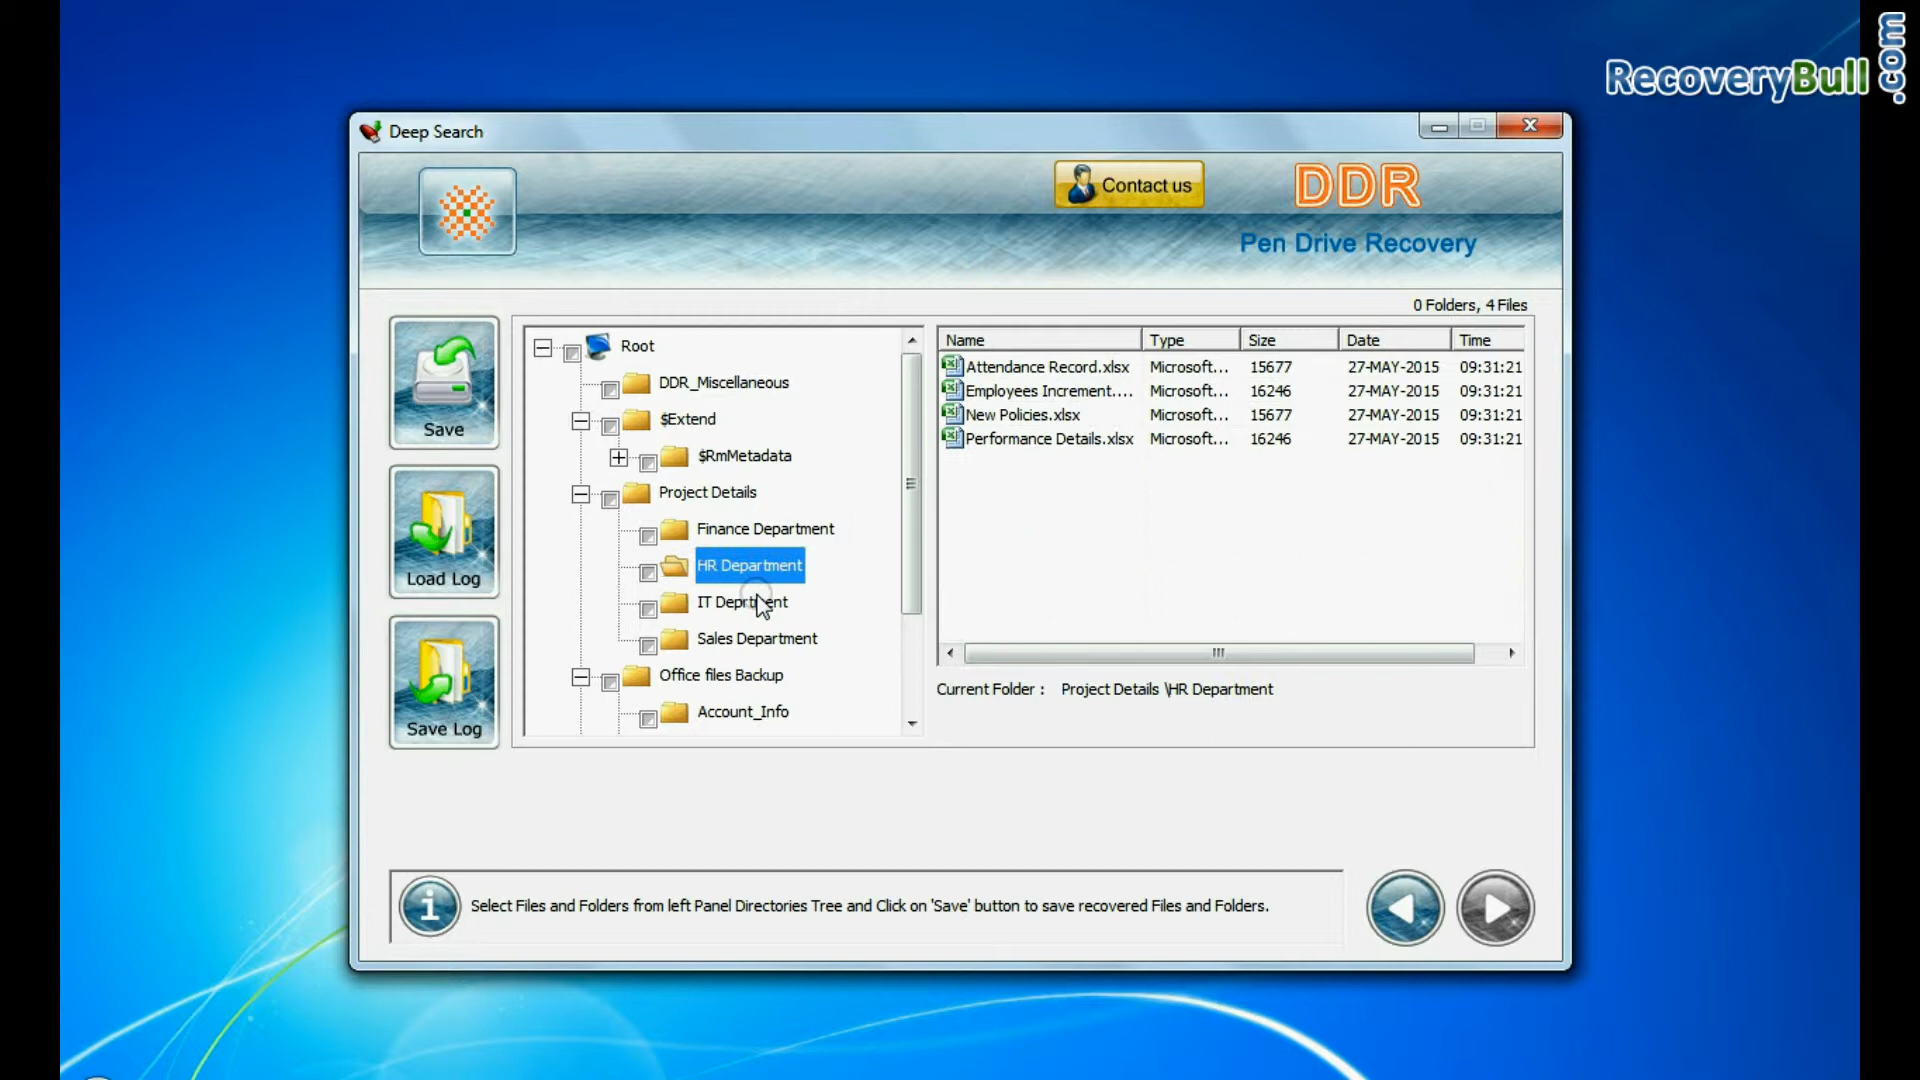 RecoveryBull.com
Deep Search
Contact us
DDR
Pen Drive Recovery
0 Folders, 4 Files
Save
Load Log
Save Log
Root
DDR_Miscellaneous
$Extend
$RmMetadata
Project Details
Finance Department
HR Department
IT Deprtment
Sales Department
Office files Backup
Account_Info
Name Type Size Date Time
Attendance Record.xlsx Microsoft... 15677 27-MAY-2015 09:31:21
Employees Increment.... Microsoft... 16246 27-MAY-2015 09:31:21
New Policies.xlsx Microsoft... 15677 27-MAY-2015 09:31:21
Performance Details.xlsx Microsoft... 16246 27-MAY-2015 09:31:21
Current Folder : Project Details \HR Department
Select Files and Folders from left Panel Directories Tree and Click on 'Save' button to save recovered Files and Folders.